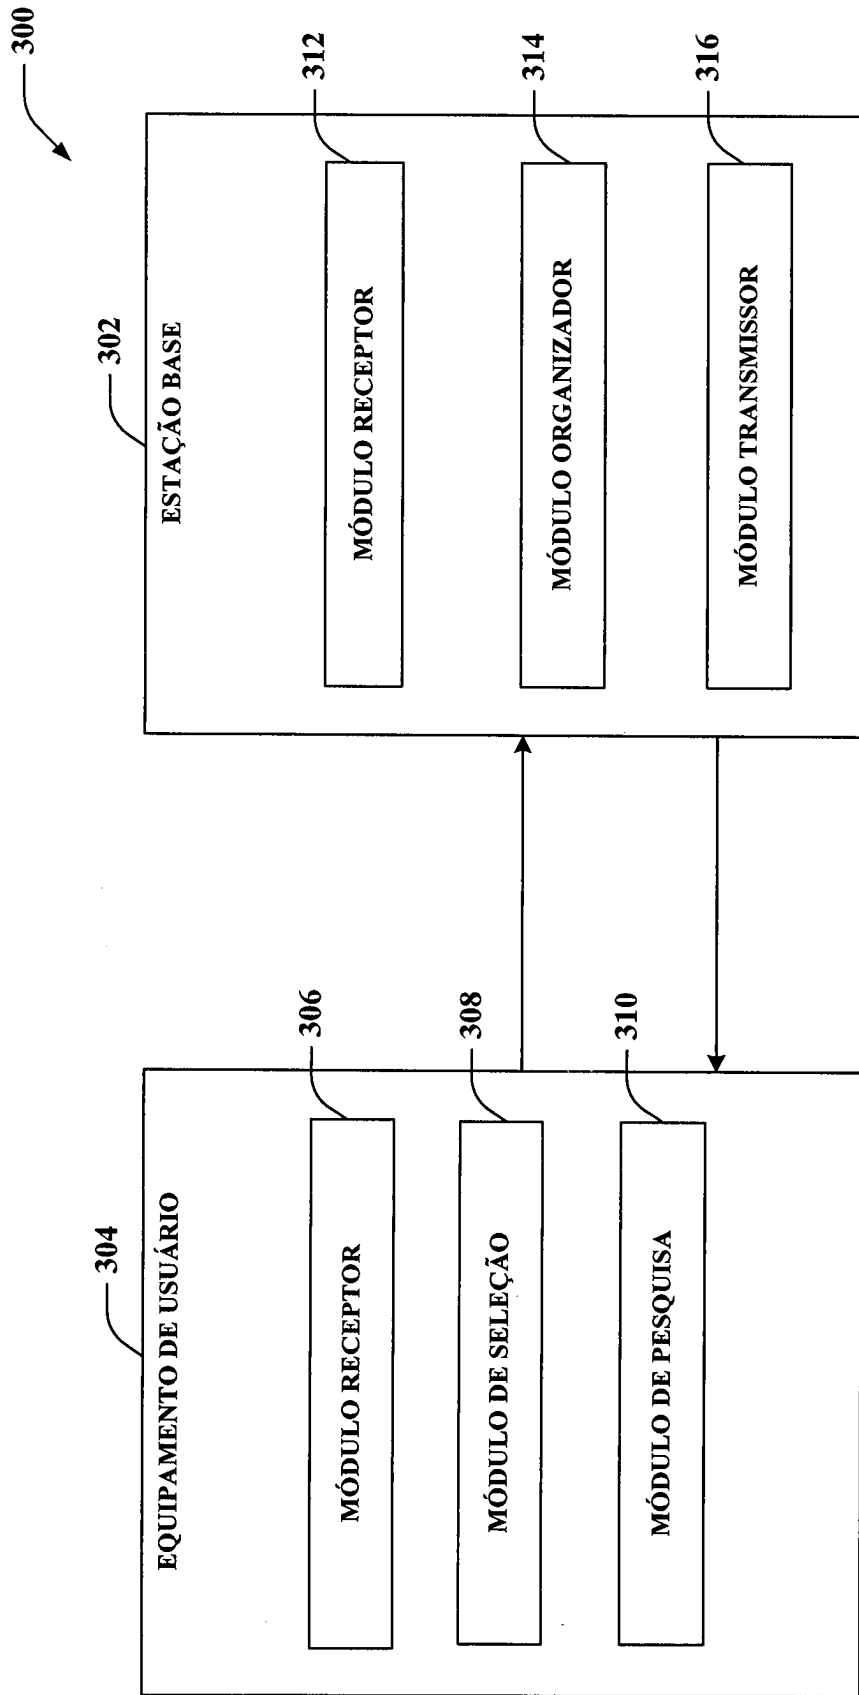 300
304
EQUIPAMENTO DE USUÁRIO
306
MÓDULO RECEPTOR
308
MÓDULO DE SELEÇÃO
310
MÓDULO DE PESQUISA
302
ESTAÇÃO BASE
312
MÓDULO RECEPTOR
314
MÓDULO ORGANIZADOR
316
MÓDULO TRANSMISSOR